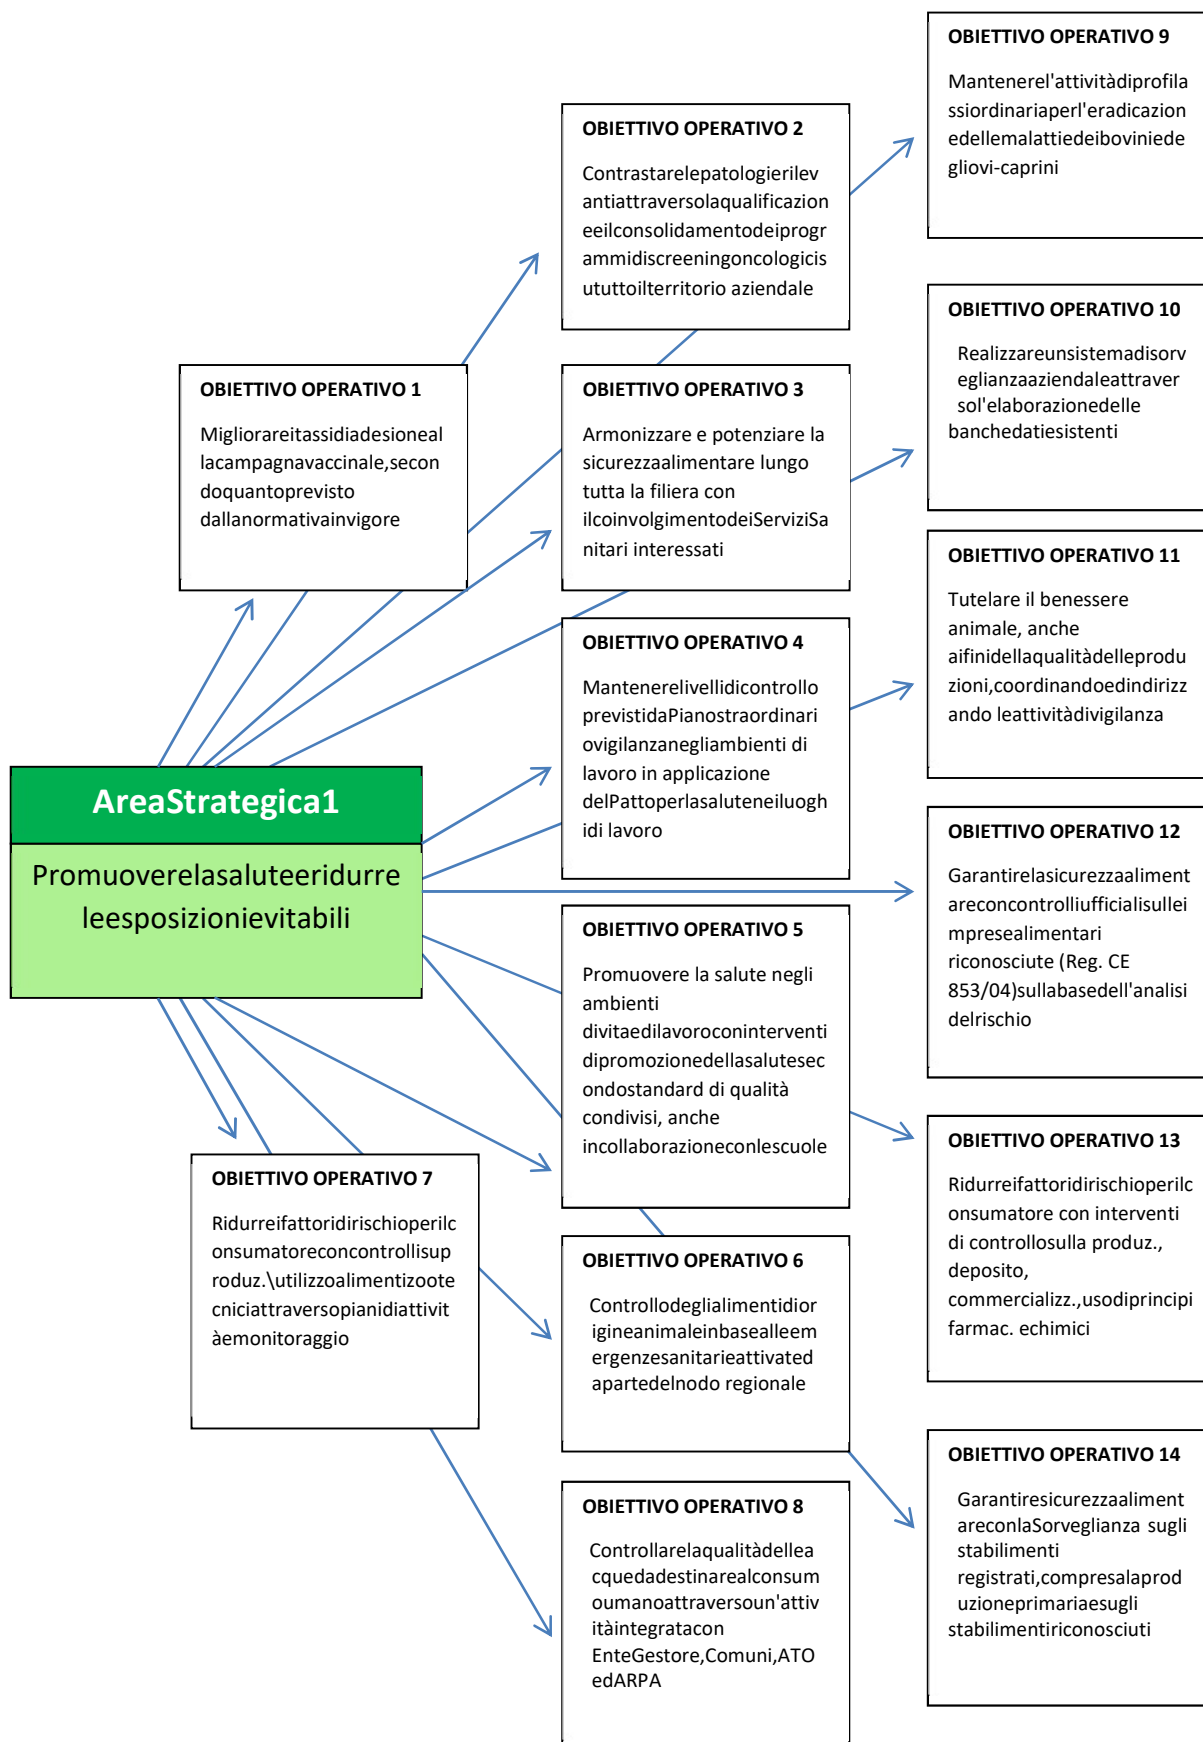 OBIETTIVO OPERATIVO 9
Mantenerel'attivitàdiprofila
ssiordinariaperl'eradicazion
edellemalattiedeiboviniede
gliovi-caprini
OBIETTIVO OPERATIVO 2
Contrastarelepatologierilev
antiattraversolaqualificazion
eeilconsolidamentodeiprogr
ammidiscreeningoncologicis
ututtoilterritorio aziendale
OBIETTIVO OPERATIVO 10
Realizzareunsistemadisorv
eglianzaaziendaleattraver
sol'elaborazionedelle
banchedatiesistenti
OBIETTIVO OPERATIVO 1
Migliorareitassidiadesioneal
lacampagnavaccinale,secon
doquantoprevisto
dallanormativainvigore
OBIETTIVO OPERATIVO 3
Armonizzare e potenziare la
sicurezzaalimentare lungo
tutta la filiera con
ilcoinvolgimentodeiServiziSa
nitari interessati
OBIETTIVO OPERATIVO 11
Tutelare il benessere
animale, anche
aifinidellaqualitàdelleprodu
zioni,coordinandoedindirizz
ando leattivitàdivigilanza
OBIETTIVO OPERATIVO 4
Mantenerelivellidicontrollo
previstidaPianostraordinari
ovigilanzanegliambienti di
lavoro in applicazione
delPattoperlasaluteneiluogh
idi lavoro
AreaStrategica1
Promuoverelasaluteeridurre
leesposizionievitabili
OBIETTIVO OPERATIVO 12
Garantirelasicurezzaaliment
areconcontrolliufficialisullei
mpresealimentari
riconosciute (Reg. CE
853/04)sullabasedell'analisi
delrischio
OBIETTIVO OPERATIVO 5
Promuovere la salute negli
ambienti
divitaedilavoroconinterventi
dipromozionedellasalutesec
ondostandard di qualità
condivisi, anche
incollaborazioneconlescuole
OBIETTIVO OPERATIVO 13
Ridurreifattoridirischioperilc
onsumatore con interventi
di controllosulla produz.,
deposito,
commercializz.,usodiprincipi
farmac. echimici
OBIETTIVO OPERATIVO 7
Ridurreifattoridirischioperilc
onsumatoreconcontrollisup
roduz.\utilizzoalimentizoote
cniciattraversopianidiattivit
àemonitoraggio
OBIETTIVO OPERATIVO 6
Controllodeglialimentidior
igineanimaleinbasealleem
ergenzesanitarieattivated
apartedelnodo regionale
OBIETTIVO OPERATIVO 14
Garantiresicurezzaaliment
areconlaSorveglianza sugli
stabilimenti
registrati,compresalaprod
uzioneprimariaesugli
stabilimentiriconosciuti
OBIETTIVO OPERATIVO 8
Controllarelaqualitàdellea
cquedadestinarealconsum
oumanoattraversoun'attiv
itàintegratacon
EnteGestore,Comuni,ATO
edARPA